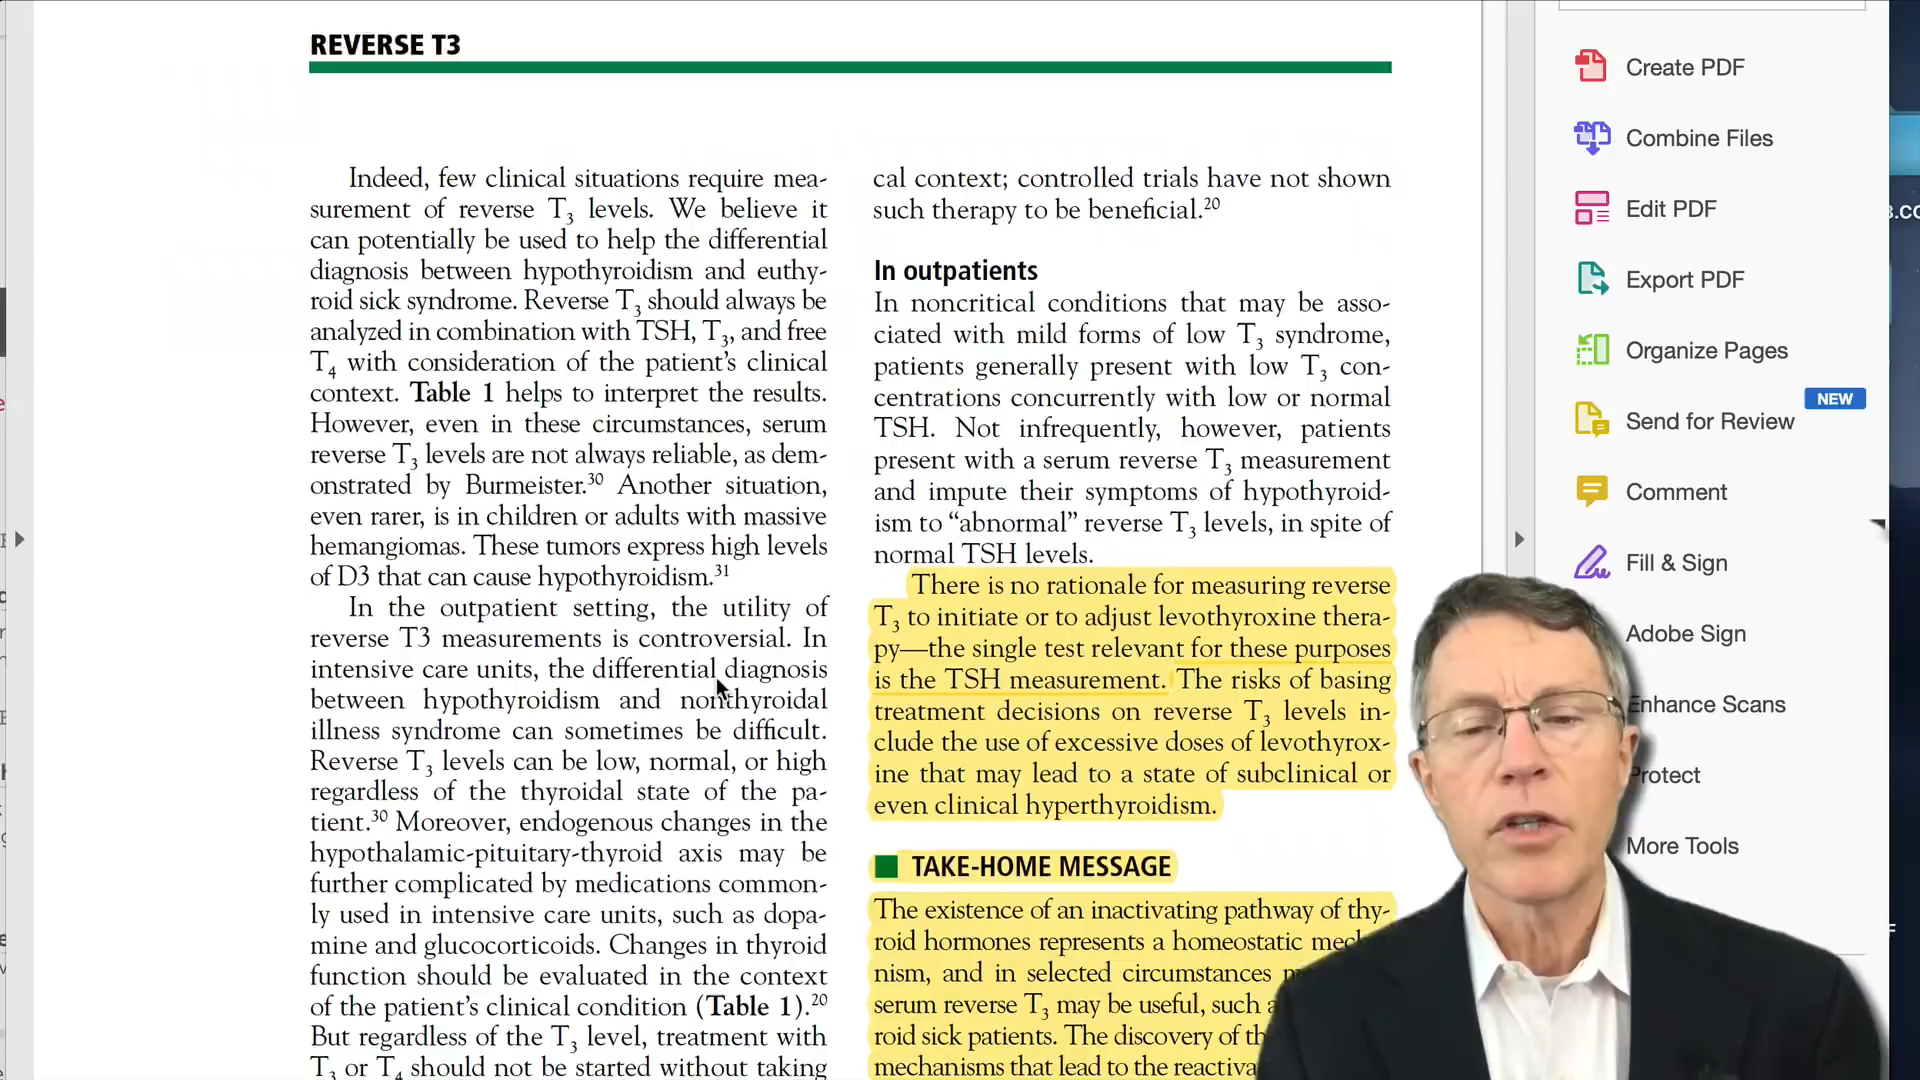 REVERSE T3
Indeed, few clinical situations require mea-
surement of reverse T3 levels. We believe it
can potentially be used to help the differential
diagnosis between hypothyroidism and euthy-
roid sick syndrome. Reverse T3 should always be
analyzed in combination with TSH, T3, and free
T4 with consideration of the patient's clinical
context. Table 1 helps to interpret the results.
However, even in these circumstances, serum
reverse T3 levels are not always reliable, as dem-
onstrated by Burmeister.30 Another situation,
even rarer, is in children or adults with massive
hemangiomas. These tumors express high levels
of D3 that can cause hypothyroidism.31
In the outpatient setting, the utility of
reverse T3 measurements is controversial. In
intensive care units, the differential diagnosis
between hypothyroidism and nonthyroidal
illness syndrome can sometimes be difficult.
Reverse T3 levels can be low, normal, or high
regardless of the thyroidal state of the pa-
tient.30 Moreover, endogenous changes in the
hypothalamic-pituitary-thyroid axis may be
further complicated by medications common-
ly used in intensive care units, such as dopa-
mine and glucocorticoids. Changes in thyroid
function should be evaluated in the context
of the patient's clinical condition (Table 1).20
But regardless of the T3 level, treatment with
T3 or T4 should not be started without taking
cal context; controlled trials have not shown
such therapy to be beneficial.20
In outpatients
In noncritical conditions that may be asso-
ciated with mild forms of low T3 syndrome,
patients generally present with low T3 con-
centrations concurrently with low or normal
TSH. Not infrequently, however, patients
present with a serum reverse T3 measurement
and impute their symptoms of hypothyroid-
ism to "abnormal" reverse T3 levels, in spite of
normal TSH levels.
There is no rationale for measuring reverse
T3 to initiate or to adjust levothyroxine thera-
py—the single test relevant for these purposes
is the TSH measurement. The risks of basing
treatment decisions on reverse T3 levels in-
clude the use of excessive doses of levothyrox-
ine that may lead to a state of subclinical or
even clinical hyperthyroidism.
TAKE-HOME MESSAGE
The existence of an inactivating pathway of thy-
roid hormones represents a homeostatic
nism, and in selected circumstances
serum reverse T3 may be useful, such
roid sick patients. The discovery of
mechanisms that lead to the
Create PDF
Combine Files
Edit PDF
Export PDF
Organize Pages
NEW
Send for Review
Comment
Fill & Sign
Adobe Sign
Enhance Scans
Protect
More Tools